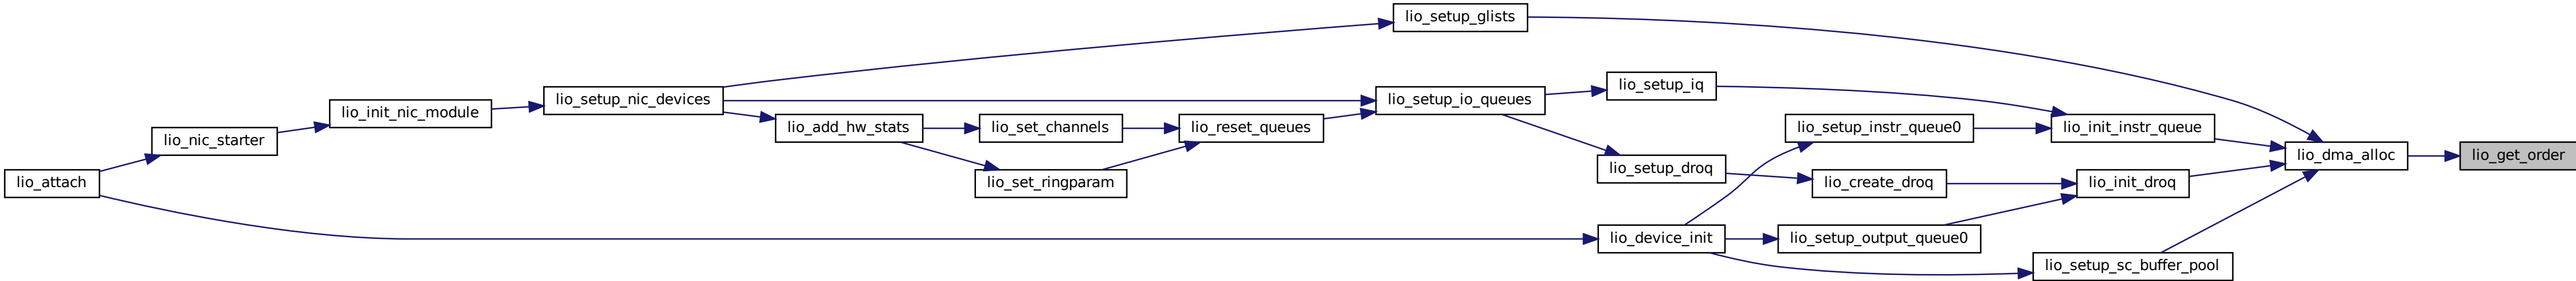 lio_setup_glists
lio_setup_iq
lio_setup_nic_devices
lio_setup_io_queues
lio_init_nic_module
lio_add_hw_stats
lio_set_channels
lio_reset_queues
lio_setup_instr_queue0
lio_init_instr_queue
lio_nic_starter
lio_dma_alloc
lio_get_order
lio_setup_droq
lio_attach
lio_set_ringparam
lio_create_droq
lio_init_droq
lio_device_init
lio_setup_output_queue0
lio_setup_sc_buffer_pool